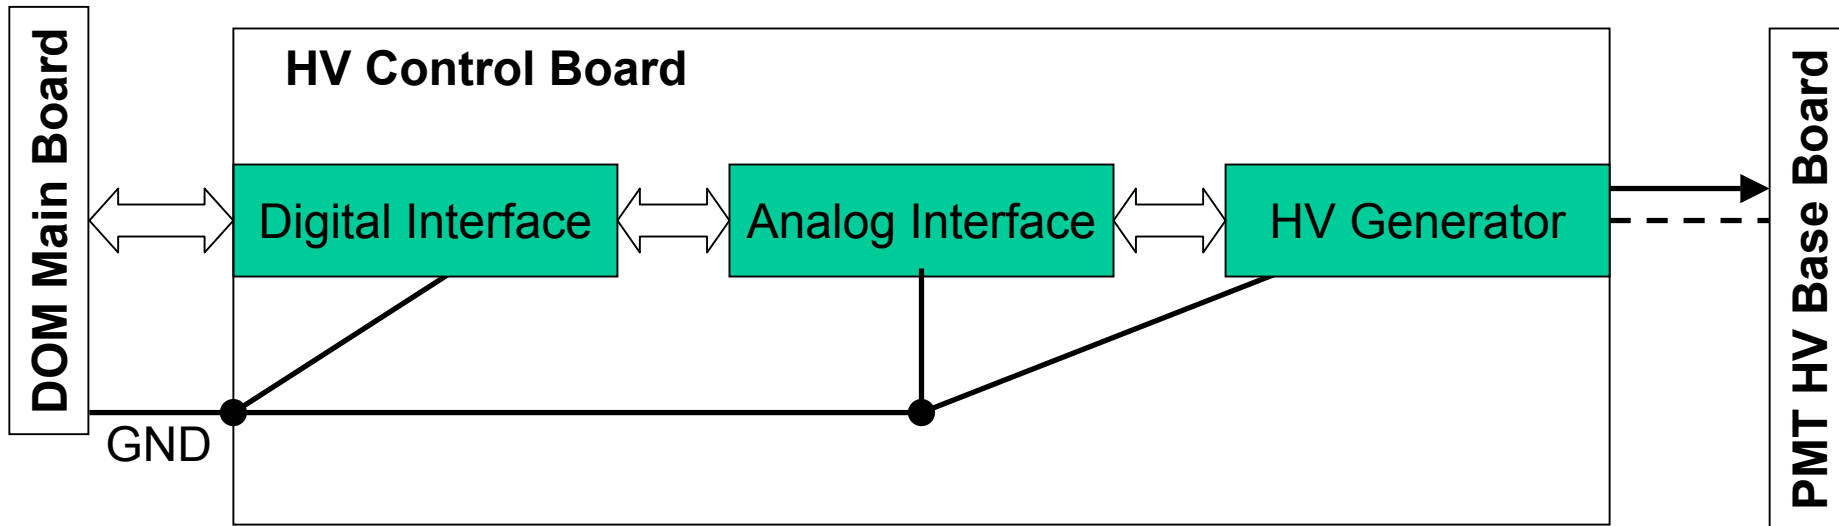 DOM Main Board
HV Control Board
Digital Interface
Analog Interface
HV Generator
GND
PMT HV Base Board